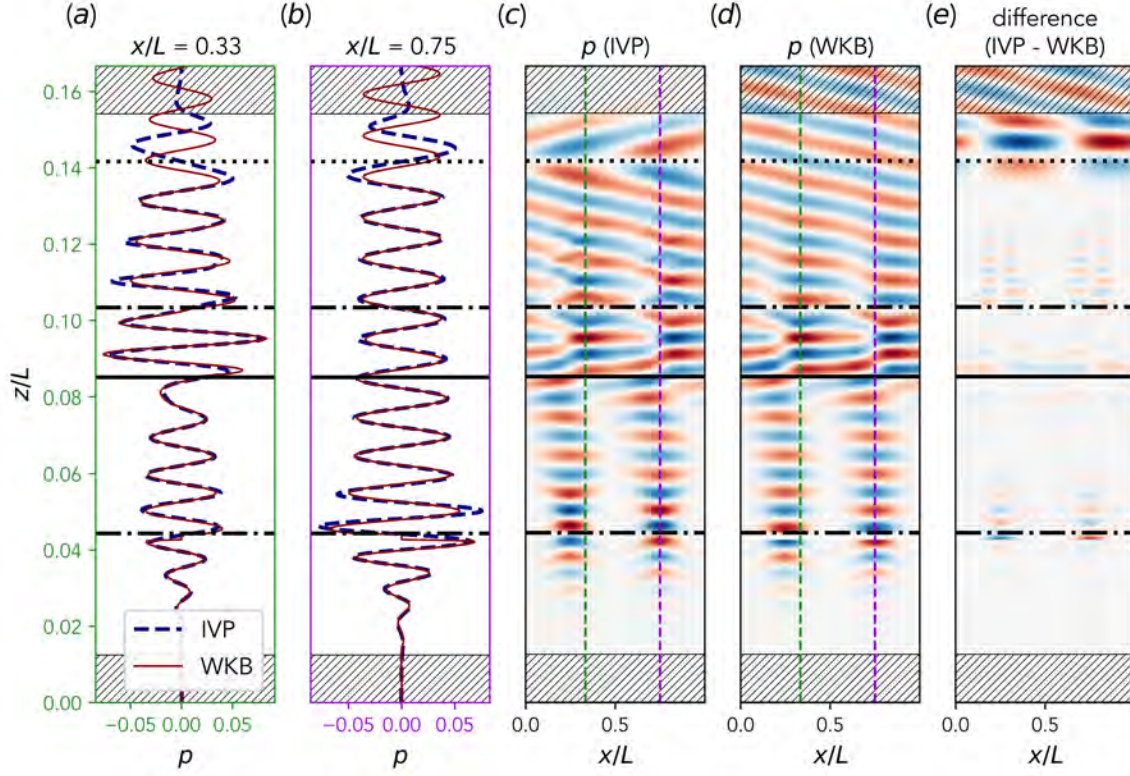 (a)
(b)
(c)
(d)
(e)
x/L = 0.33
x/L = 0.75
p (IVP)
p (WKB)
difference
(IVP - WKB)
0.16
0.14
0.12
0.10
0.08
0.06
0.04
0.02
0.00
z/L
IVP
WKB
−0.05 0.00 0.05
p
−0.05 0.00 0.05
p
0.0 0.5
x/L
0.0 0.5
x/L
0.0 0.5
x/L